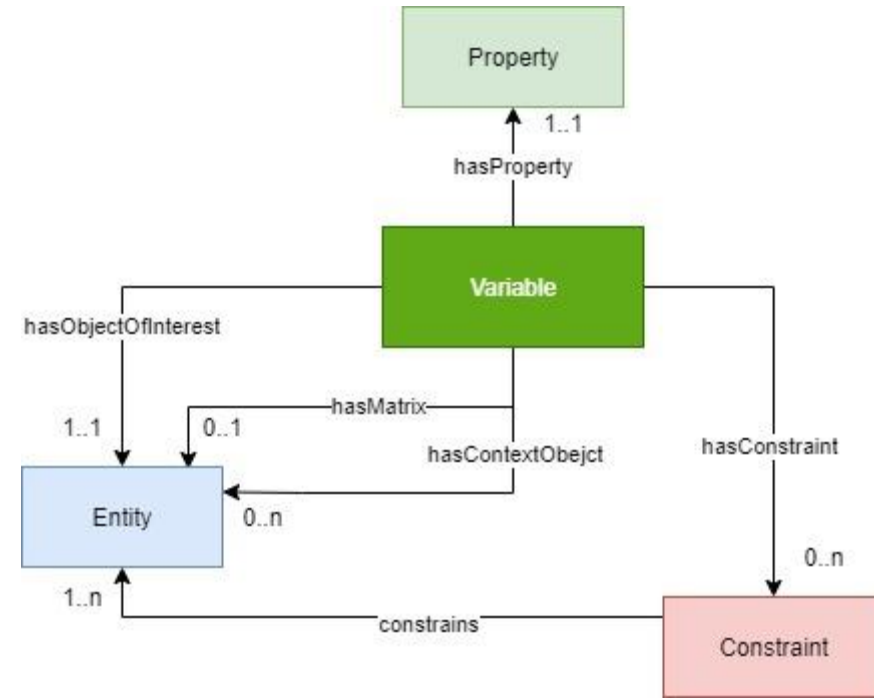 Property
1..1
hasProperty
Variable
hasObjectOfInterest
hasMatrix
1..1
0..1
hasContextObejct
hasConstraint
Entity
0..n
0..n
1..n
constrains
Constraint